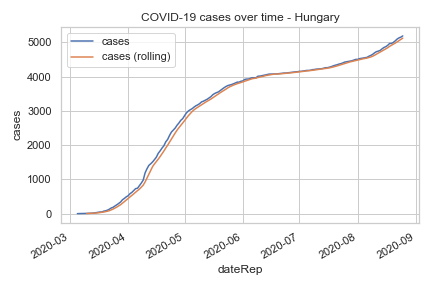 COVID-19 cases over time - Hungary
cases
cases (rolling)
5000
4000
3000
2000
1000
0
cases
2020-03
2020-04
2020-05
2020-06
2020-07
2020-08
2020-09
dateRep